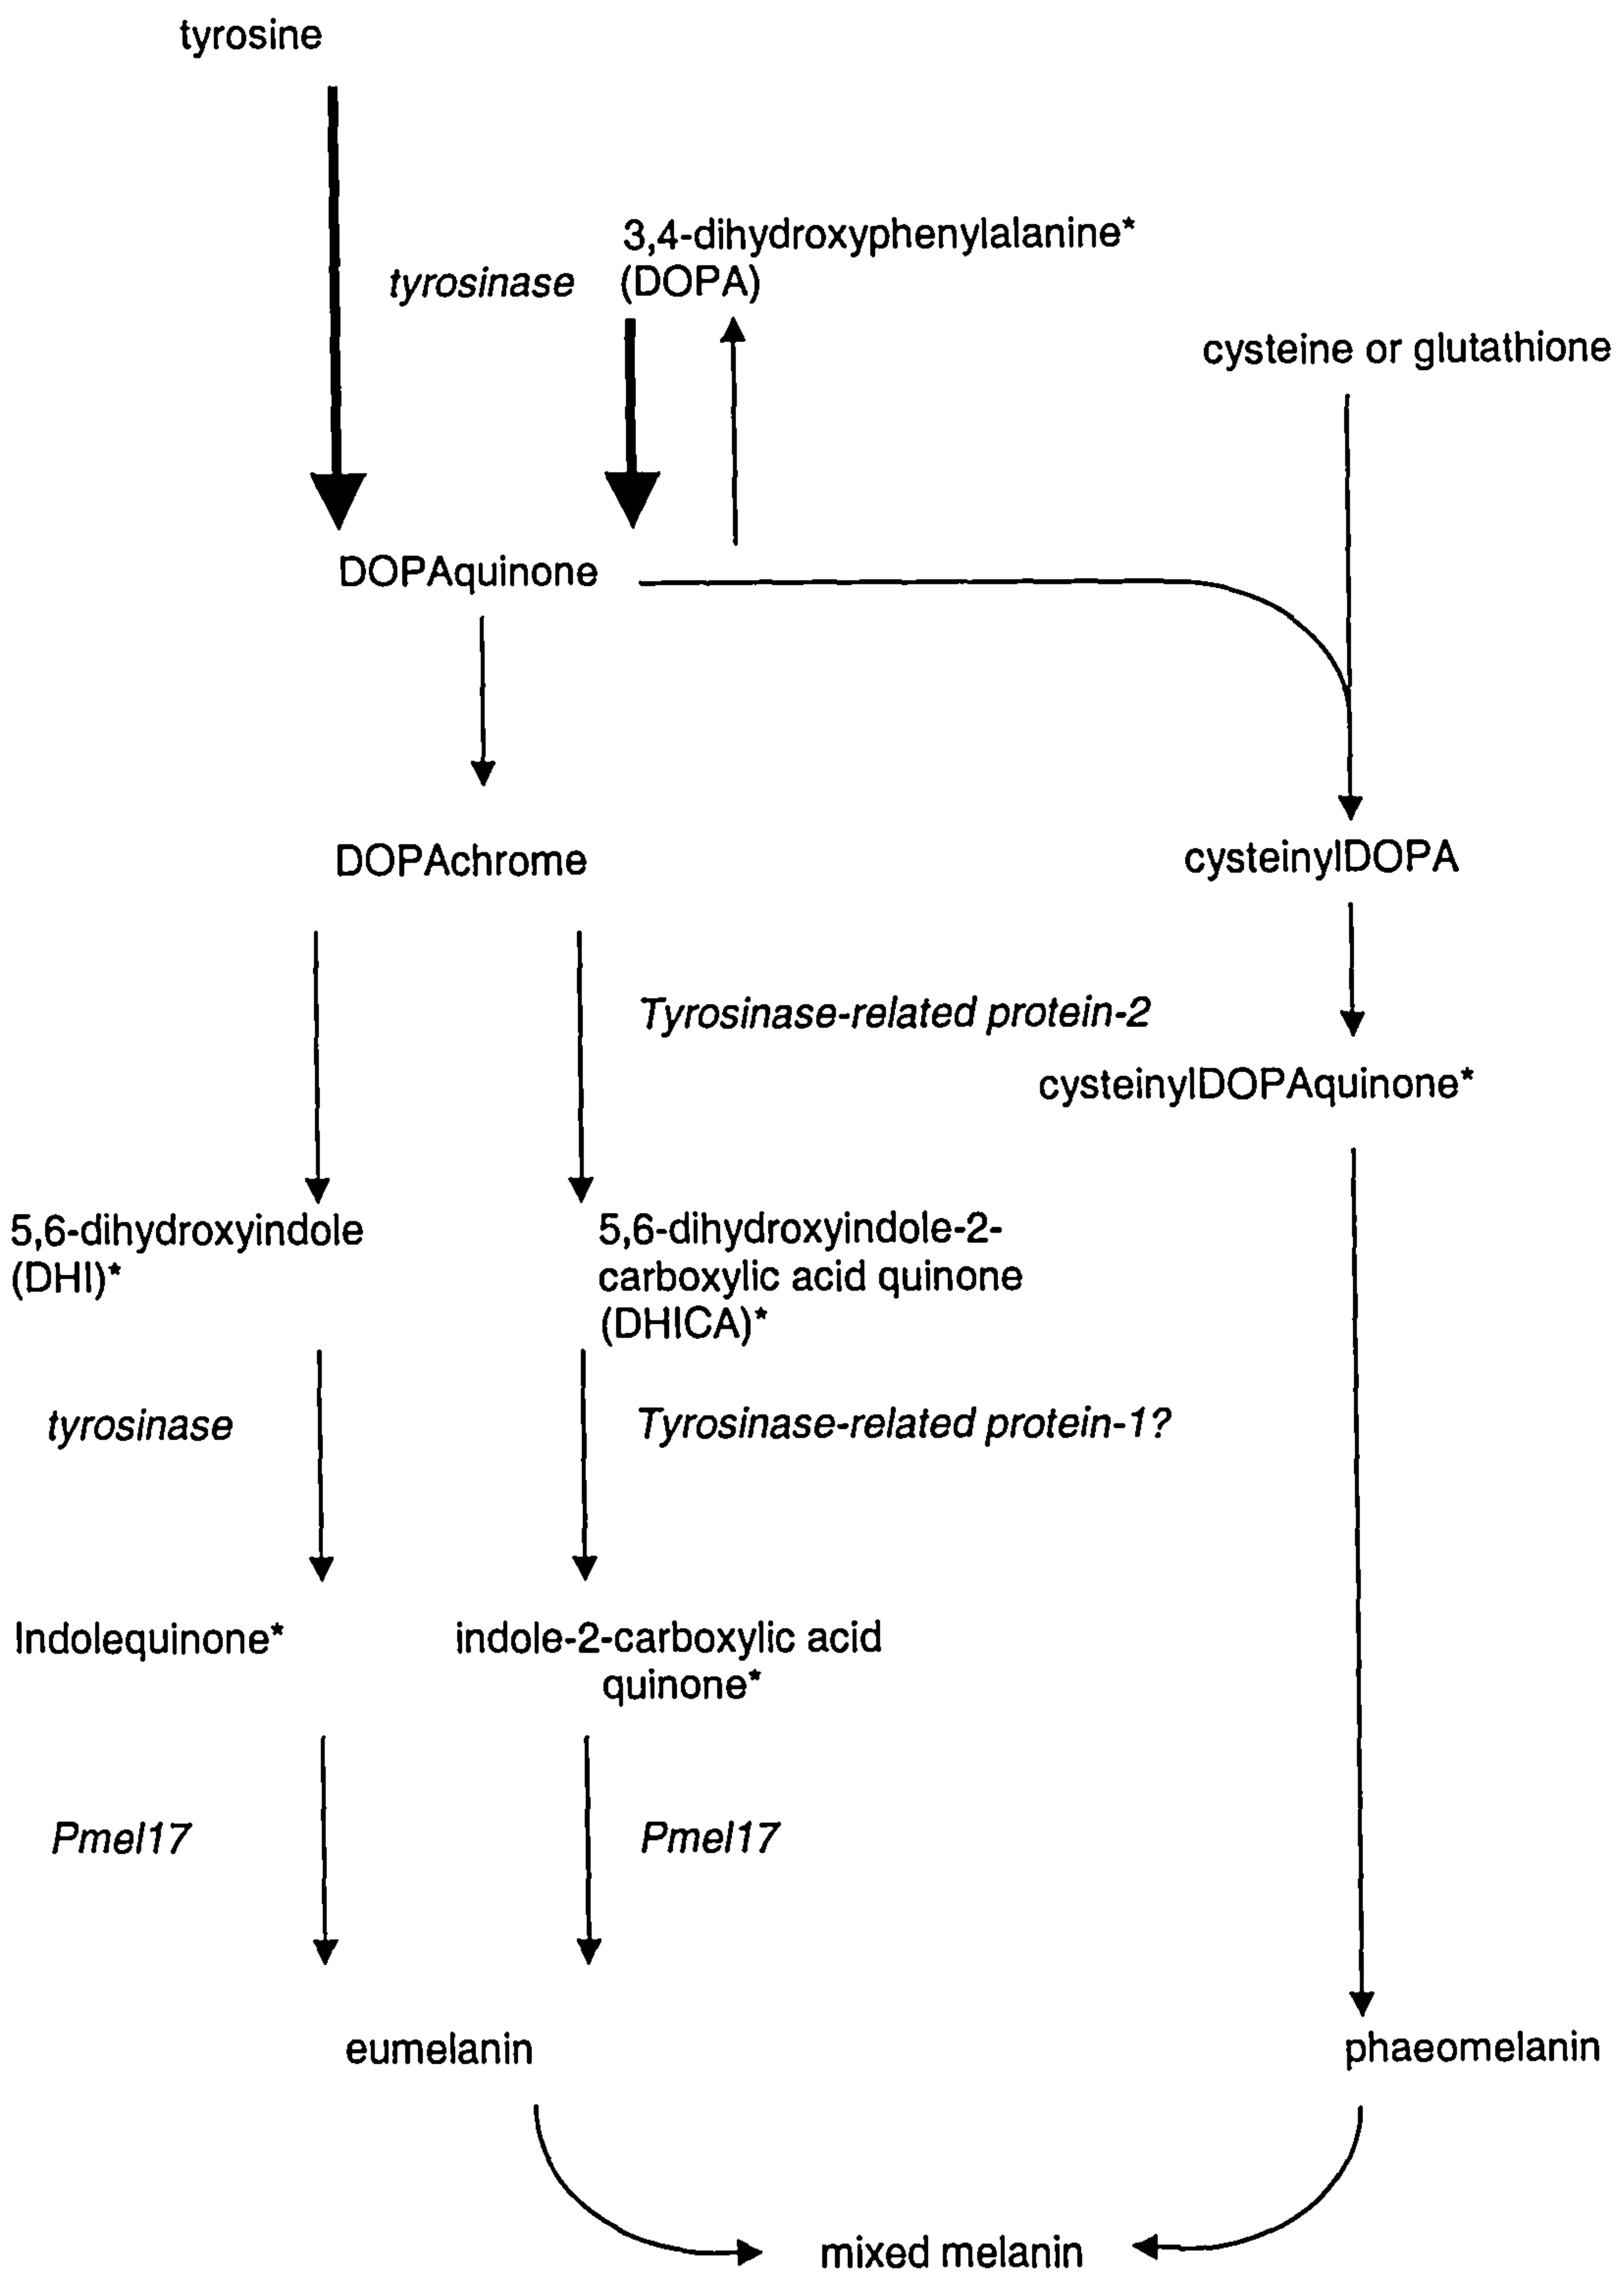 tyrosine
3,4-dihydroxyphenylalanine*
tyrosinase
(DOPA)
cysteine or glutathione
DOPAquinone
DOPAchrome
cysteinylDOPA
Tyrosinase-related protein-2
cysteinylDOPAquinone*
5,6-dihydroxyindole
(DHI)*
5,6-dihydroxyindole-2-
carboxylic acid quinone
(DHICA)*
tyrosinase
Tyrosinase-related protein-1?
Indolequinone*
indole-2-carboxylic acid
quinone*
Pmel17
Pmel17
eumelanin
phaeomelanin
mixed melanin